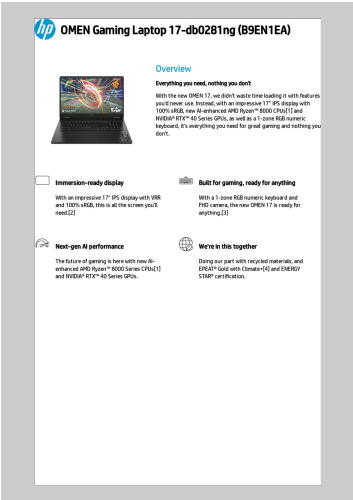 hp OMEN Gaming Laptop 17-db0281ng (B9EN1EA)
Overview
Everything you need, nothing you don't
With the new OMEN 17, we didn't waste time loading it with features
you'd never use. Instead, with an impressive 17" IPS display with
100% sRGB, new AI-enhanced AMD Ryzen™ 8000 CPUs[1] and
NVIDIA® RTX™ 40 Series GPUs, as well as a 1-zone RGB numeric
keyboard, it's everything you need for great gaming and nothing you
don't.
Immersion-ready display
With an impressive 17" IPS display with VRR
and 100% sRGB, this is all the screen you'll
need.[2]
Built for gaming, ready for anything
With a 1-zone RGB numeric keyboard and
FHD camera, the new OMEN 17 is ready for
anything.[3]
Next-gen AI performance
The future of gaming is here with new AI-
enhanced AMD Ryzen™ 8000 Series CPUs[1]
and NVIDIA® RTX™ 40 Series GPUs.
We're in this together
Doing our part with recycled materials, and
EPEAT® Gold with Climate+[4] and ENERGY
STAR® certification.